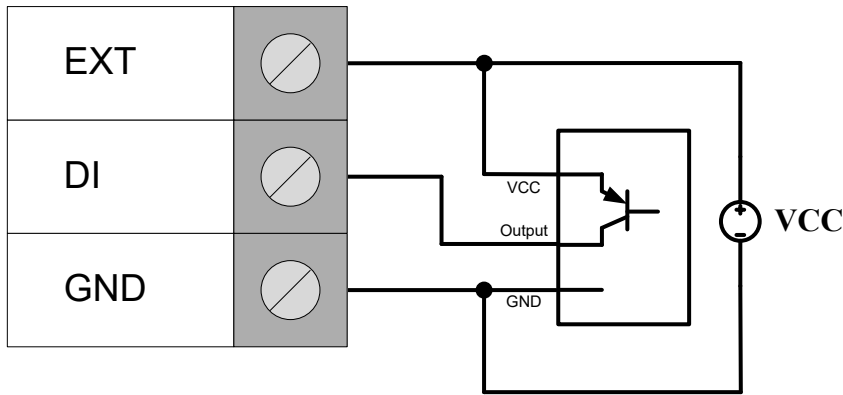 EXT
DI
GND
VCC
Output
GND
VCC